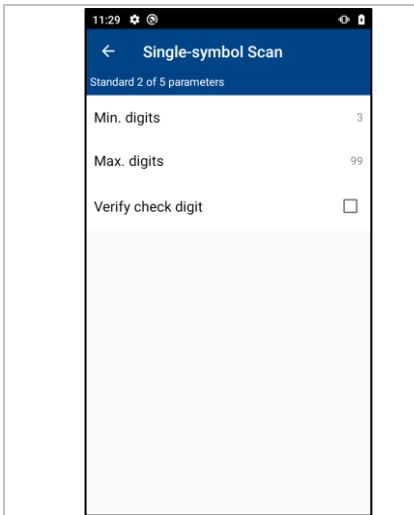 11:29
Single-symbol Scan
Standard 2 of 5 parameters
Min. digits 3
Max. digits 99
Verify check digit